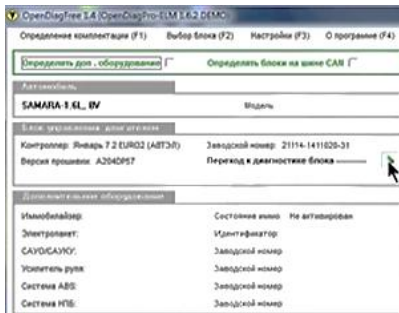 OpenDiagFree 1.4 (OpenDiagPro-ELM 1.6.2 DEMO)
Определение комплектации (F1) Выбор блока (F2) Настройки (F3) О программе (F4)
Определять доп. оборудование Определять блоки на шине CAN
Автомобиль
SAMARA-1.6L, 8V Модель
Блок управления двигателем
Контроллер: Январь 7.2 EURO2 (АВТЭЛ) Заводской номер: 21114-1411020-31
Версия прошивки: A204DP57 Переход к диагностике блока
Дополнительное оборудование
Иммобилайзер: Состояние иммо: Не активирован
Электропакет: Идентификатор:
САУО/САУКУ: Заводской номер
Усилитель руля: Заводской номер
Система ABS: Заводской номер
Система НПБ: Заводской номер